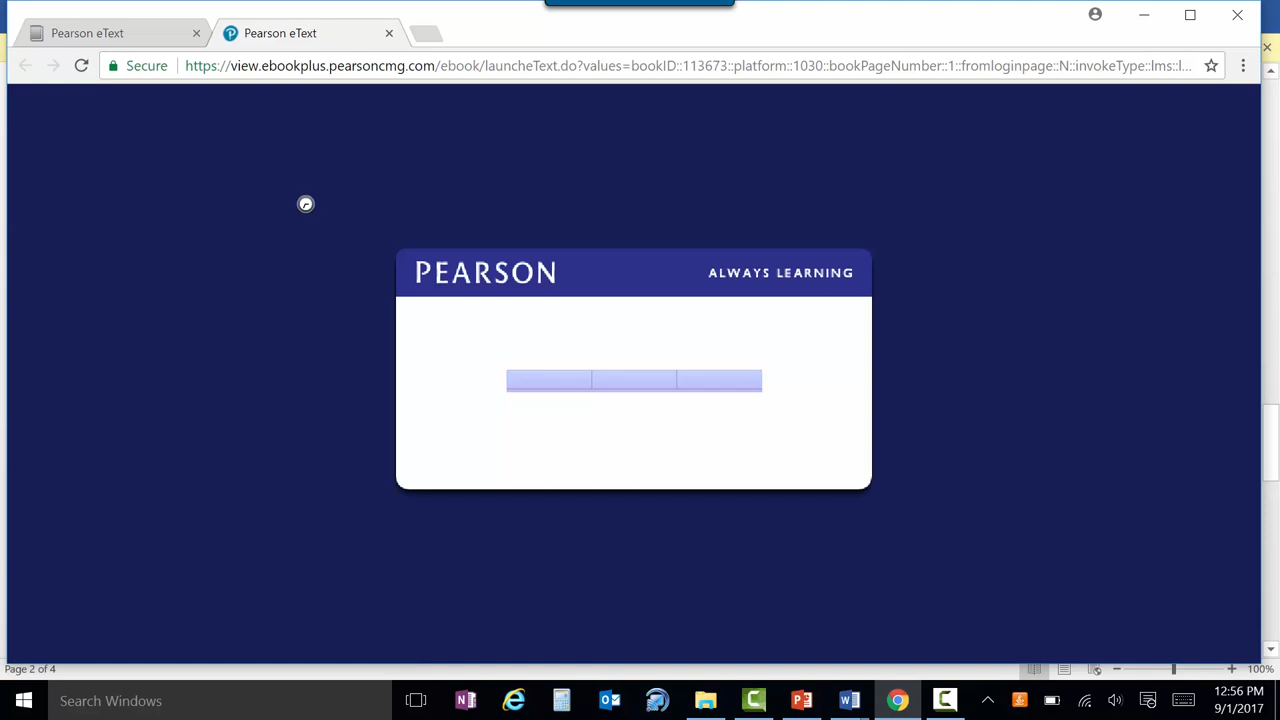 Pearson eText
Pearson eText
Secure
https://view.ebookplus.pearsoncmg.com/ebook/launcheText.do?values=bookID::113673::platform::1030::bookPageNumber::1::fromloginpage::N::invokeType::lms::l...
PEARSON
ALWAYS LEARNING
Page 2 of 4
100%
Search Windows
12:56 PM
9/1/2017